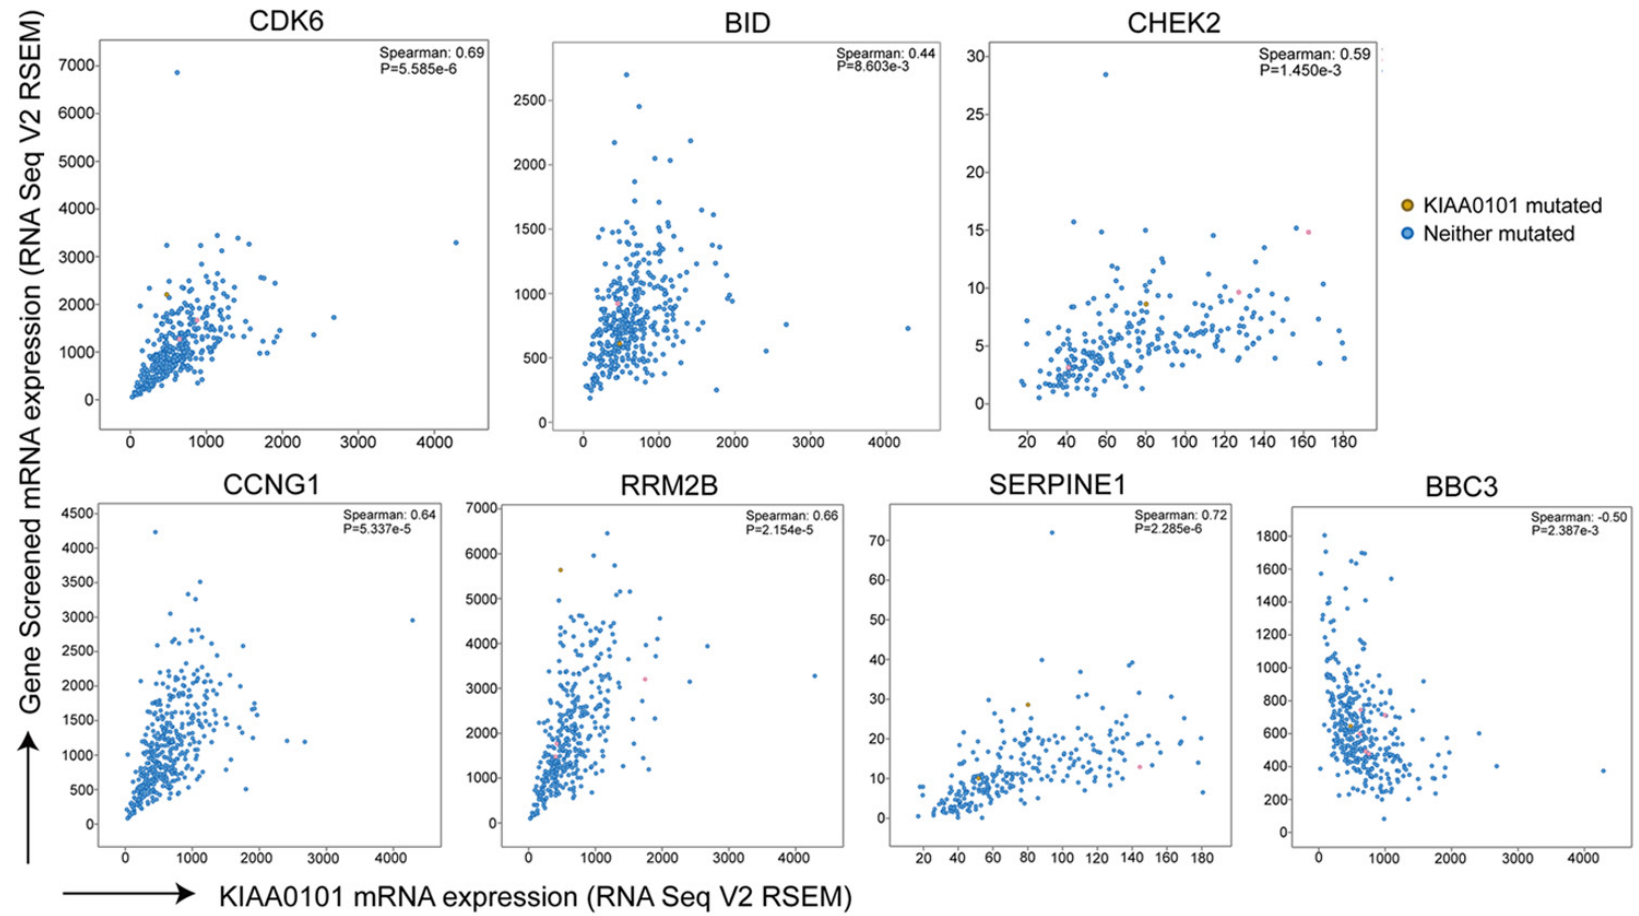 Gene Screened mRNA expression (RNA Seq V2 RSEM)
CDK6
Spearman: 0.69
P=5.585e-6
7000
6000
5000
4000
3000
2000
1000
0
0 1000 2000 3000 4000
BID
Spearman: 0.44
P=8.603e-3
2500
2000
1500
1000
500
0
0 1000 2000 3000 4000
CHEK2
Spearman: 0.59
P=1.450e-3
30
25
20
15
10
5
0
20 40 60 80 100 120 140 160 180
KIAA0101 mutated
Neither mutated
CCNG1
Spearman: 0.64
P=5.337e-5
4500
4000
3500
3000
2500
2000
1500
1000
500
0
0 1000 2000 3000 4000
RRM2B
Spearman: 0.66
P=2.154e-5
7000
6000
5000
4000
3000
2000
1000
0
0 1000 2000 3000 4000
SERPINE1
Spearman: 0.72
P=2.285e-6
70
60
50
40
30
20
10
0
20 40 60 80 100 120 140 160 180
BBC3
Spearman: -0.50
P=2.387e-3
1800
1600
1400
1200
1000
800
600
400
200
0
0 1000 2000 3000 4000
KIAA0101 mRNA expression (RNA Seq V2 RSEM)